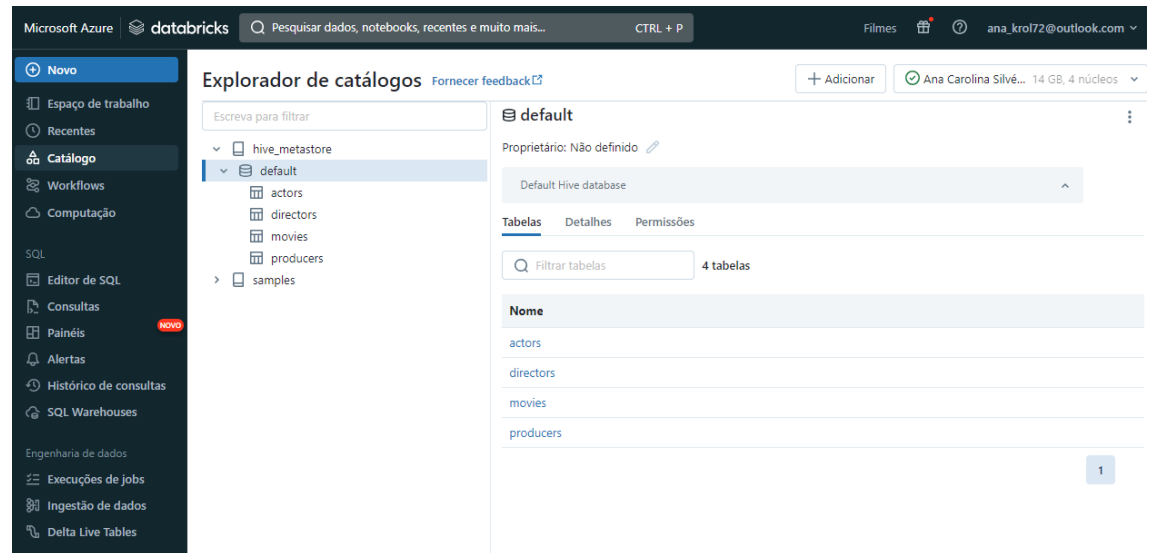 Microsoft Azure databricks Pesquisar dados, notebooks, recentes e muito mais... CTRL + P Filmes ana_krol72@outlook.com
Novo
Espaço de trabalho
Recentes
Catálogo
Workflows
Computação
SQL
Editor de SQL
Consultas
Painéis NOVO
Alertas
Histórico de consultas
SQL Warehouses
Engenharia de dados
Execuções de jobs
Ingestão de dados
Delta Live Tables
Explorador de catálogos Fornecer feedback
Adicionar
Ana Carolina Silvé... 14 GB, 4 núcleos
Escreva para filtrar
hive_metastore
default
actors
directors
movies
producers
samples
default
Proprietário: Não definido
Default Hive database
Tabelas Detalhes Permissões
Filtrar tabelas 4 tabelas
Nome
actors
directors
movies
producers
1